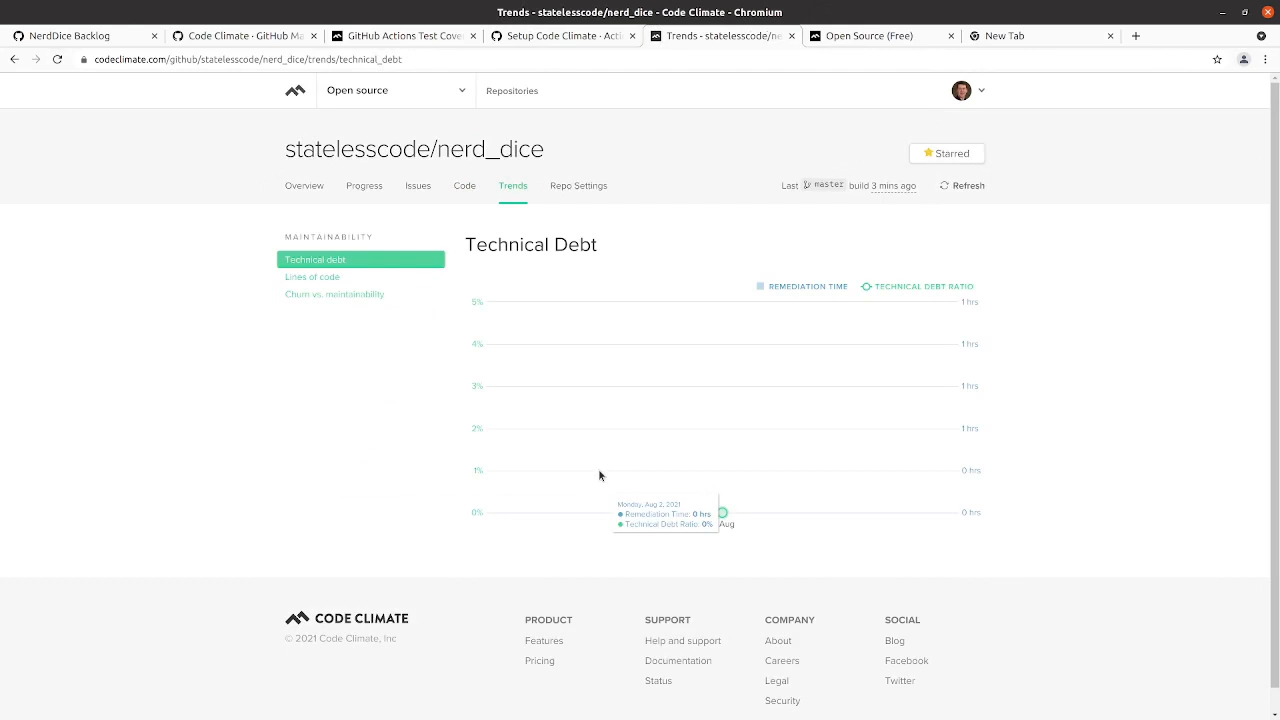 Trends - statelesscode/nerd_dice - Code Climate - Chromium
NerdDice Backlog
Code Climate · GitHub Ma
GitHub Actions Test Cove
Setup Code Climate · Acti
Trends - statelesscode/ne
Open Source (Free)
New Tab
codeclimate.com/github/statelesscode/nerd_dice/trends/technical_debt
Open source
Repositories
statelesscode/nerd_dice
Starred
Overview
Progress
Issues
Code
Trends
Repo Settings
Last master build 3 mins ago
Refresh
MAINTAINABILITY
Technical debt
Lines of code
Churn vs. maintainability
Technical Debt
REMEDIATION TIME
TECHNICAL DEBT RATIO
5% 1 hrs
4% 1 hrs
3% 1 hrs
2% 1 hrs
1% 0 hrs
0% 0 hrs
Monday, Aug 2, 2021
Remediation Time: 0 hrs
Technical Debt Ratio: 0%
Aug
CODE CLIMATE
© 2021 Code Climate, Inc
PRODUCT
Features
Pricing
SUPPORT
Help and support
Documentation
Status
COMPANY
About
Careers
Legal
Security
SOCIAL
Blog
Facebook
Twitter